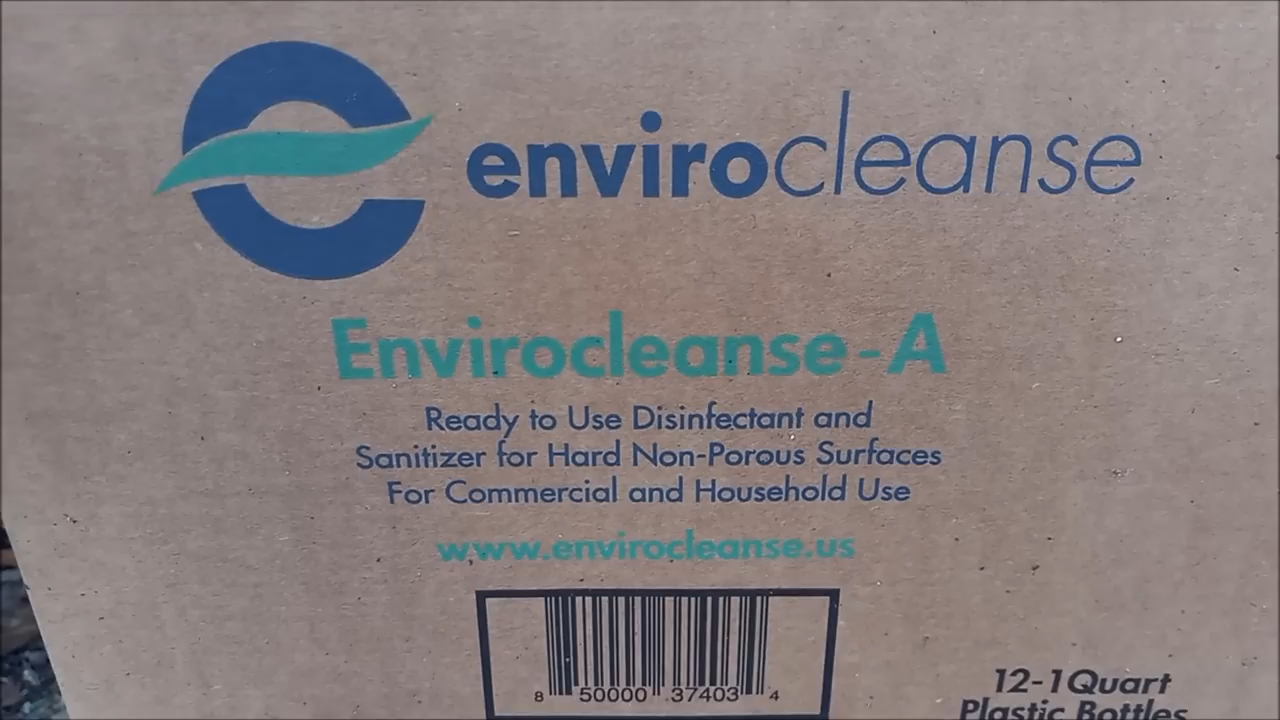 envirocleanse
Envirocleanse-A
Ready to Use Disinfectant and
Sanitizer for Hard Non-Porous Surfaces
For Commercial and Household Use
www.envirocleanse.us
8 50000 37403 4
12-1Quart
Plastic Bottles